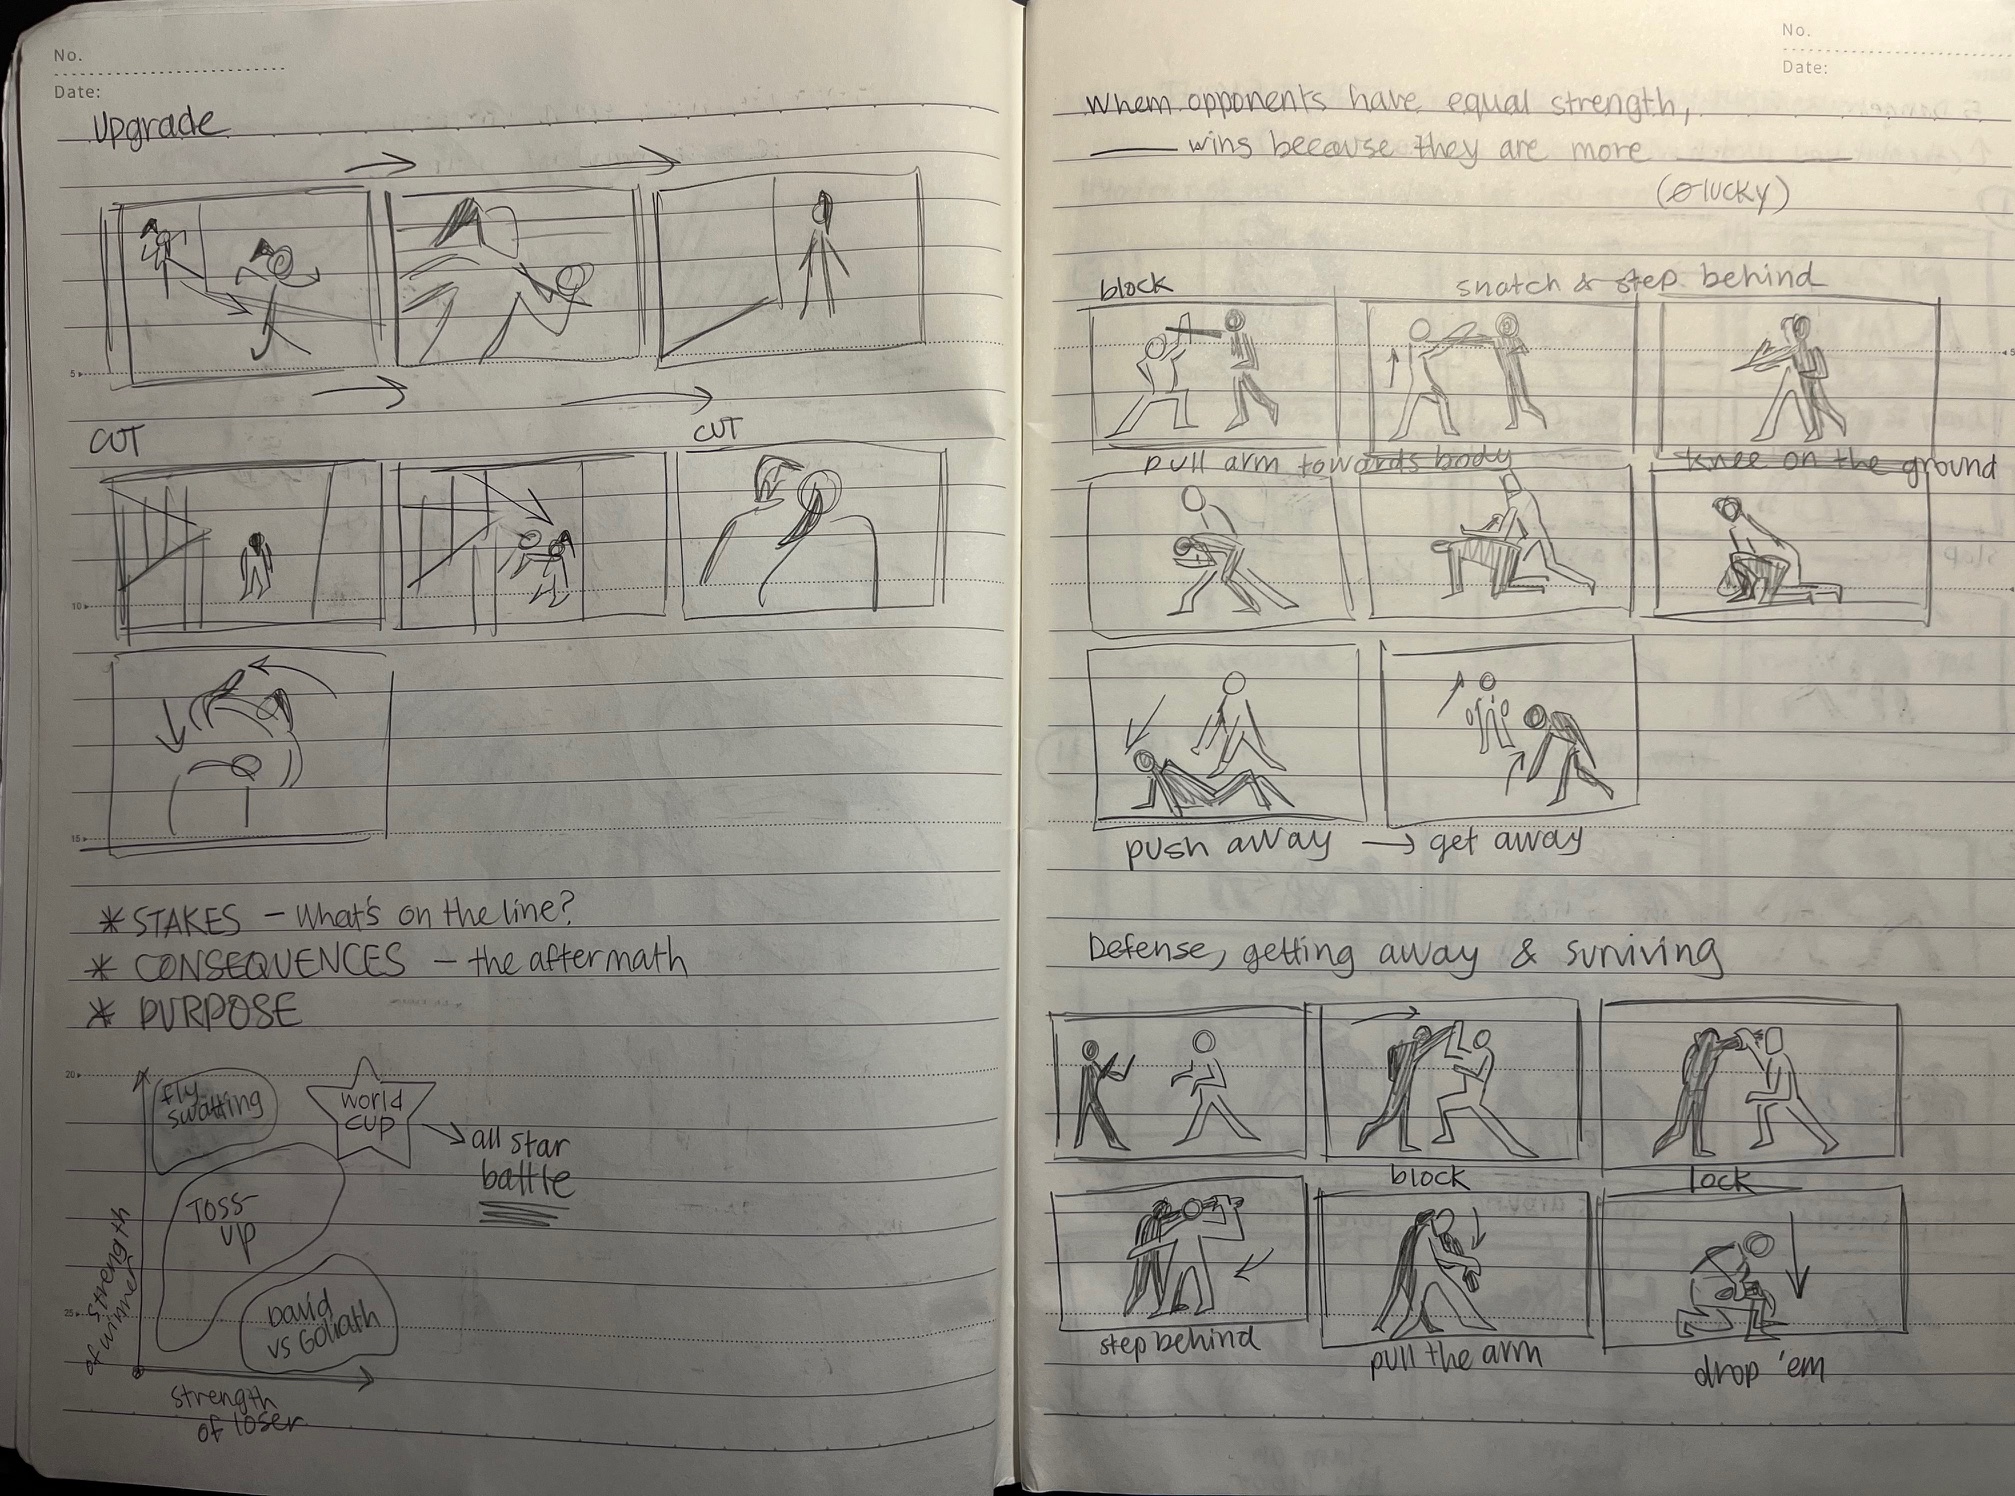 No.
Date:
Upgrade
CUT
CUT
5
10
15
* STAKES - What's on the line?
* CONSEQUENCES - the aftermath
* PURPOSE
20
fly
swatting
world
cup
all star
battle
Toss-
up
25
David
vs Goliath
strength
of winner
strength
of loser
No.
Date:
Whem opponents have equal strength,
____ wins because they are more ____
(∅ lucky)
block
snatch & step behind
5
pull arm towards body
knee on the ground
push away → get away
Defense, getting away & surviving
block
lock
step behind
pull the arm
drop 'em